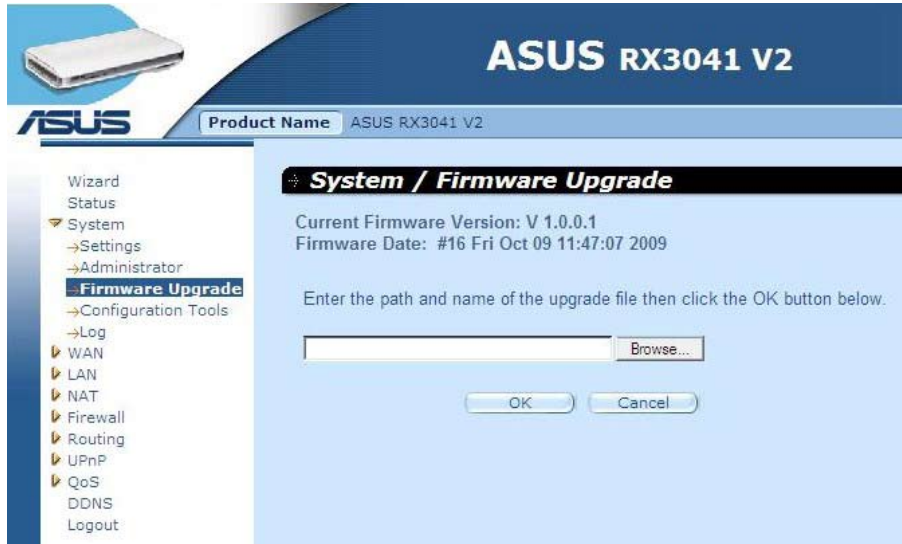 ASUS RX3041 V2
ASUS
Product Name ASUS RX3041 V2
Wizard
Status
System
Settings
Administrator
Firmware Upgrade
Configuration Tools
Log
WAN
LAN
NAT
Firewall
Routing
UPnP
QoS
DDNS
Logout
System / Firmware Upgrade
Current Firmware Version: V 1.0.0.1
Firmware Date: #16 Fri Oct 09 11:47:07 2009
Enter the path and name of the upgrade file then click the OK button below.
Browse...
OK Cancel